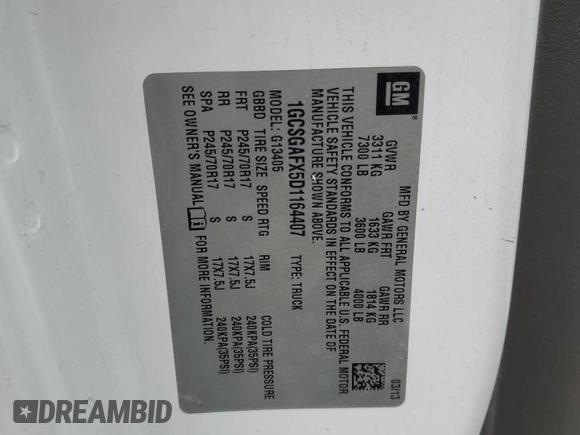 GM
MFD BY GENERAL MOTORS LLC
GVWR GAWR FRT GAWR RR
3311 KG 1633 KG 1814 KG
7300 LB 3600 LB 4000 LB
03/13
THIS VEHICLE CONFORMS TO ALL APPLICABLE U.S. FEDERAL MOTOR
VEHICLE SAFETY STANDARDS IN EFFECT ON THE DATE OF
MANUFACTURE SHOWN ABOVE.
1GCSGAFX5D1164407 TYPE: TRUCK
MODEL: G13405
GBBD TIRE SIZE SPEED RTG RIM COLD TIRE PRESSURE
FRT P245/70R17 S 17X7.5J 240KPA(35PSI)
RR P245/70R17 S 17X7.5J 240KPA(35PSI)
SPA P245/70R17 S 17X7.5J 240KPA(35PSI)
SEE OWNER'S MANUAL i FOR MORE INFORMATION.
DREAMBID